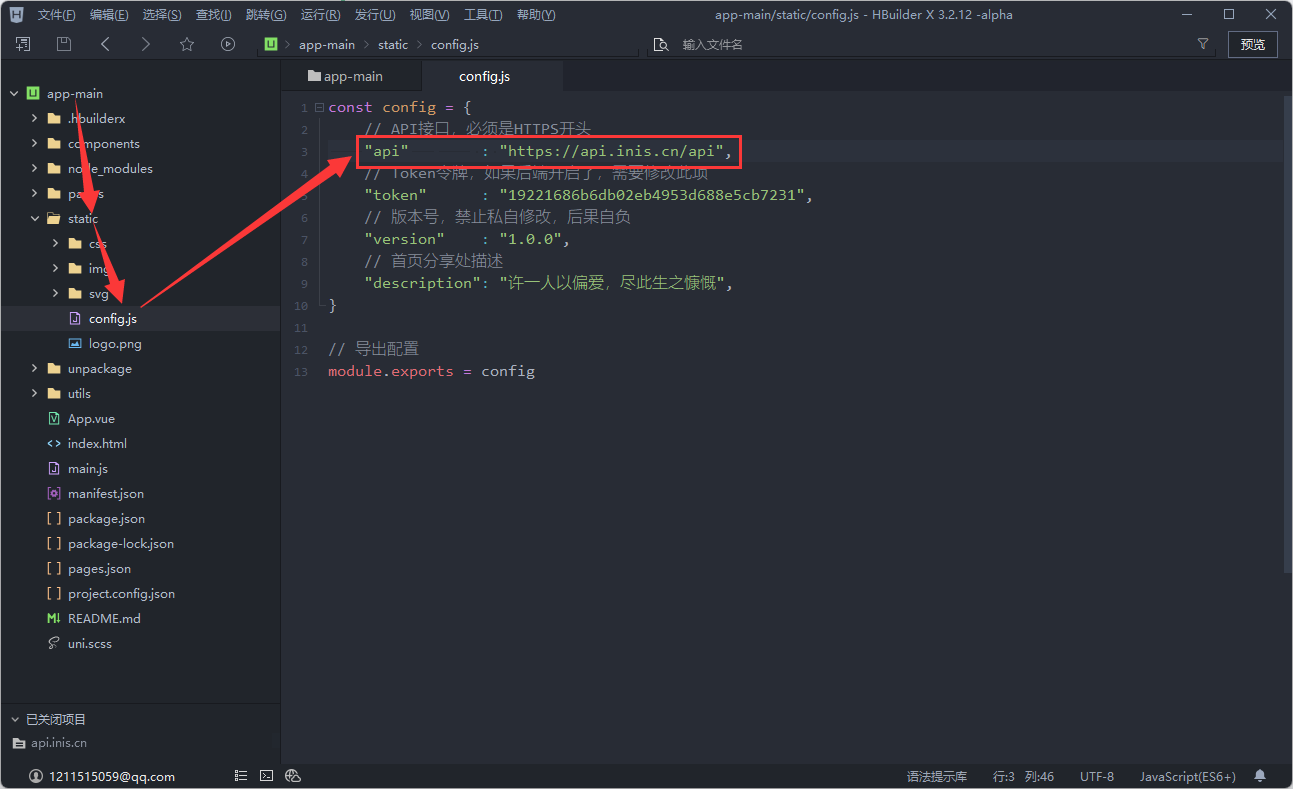 文件(F) 编辑(E) 选择(S) 查找(I) 跳转(G) 运行(R) 发行(U) 视图(V) 工具(T) 帮助(Y) app-main/static/config.js - HBuilder X 3.2.12 -alpha
app-main static config.js 输入文件名 预览
app-main config.js
app-main
.hbuilderx
components
node_modules
pages
static
css
img
svg
config.js
logo.png
unpackage
utils
App.vue
index.html
main.js
manifest.json
package.json
package-lock.json
pages.json
project.config.json
README.md
uni.scss
1 const config = {
2 // API接口，必须是HTTPS开头
3 "api" : "https://api.inis.cn/api",
4 // Token令牌，如果后端开启了，需要修改此项
5 "token" : "19221686b6db02eb4953d688e5cb7231",
6 // 版本号，禁止私自修改，后果自负
7 "version" : "1.0.0",
8 // 首页分享处描述
9 "description": "许一人以偏爱，尽此生之慷慨",
10 }
11
12 // 导出配置
13 module.exports = config
已关闭项目
api.inis.cn
1211515059@qq.com 语法提示库 行:3 列:46 UTF-8 JavaScript(ES6+)